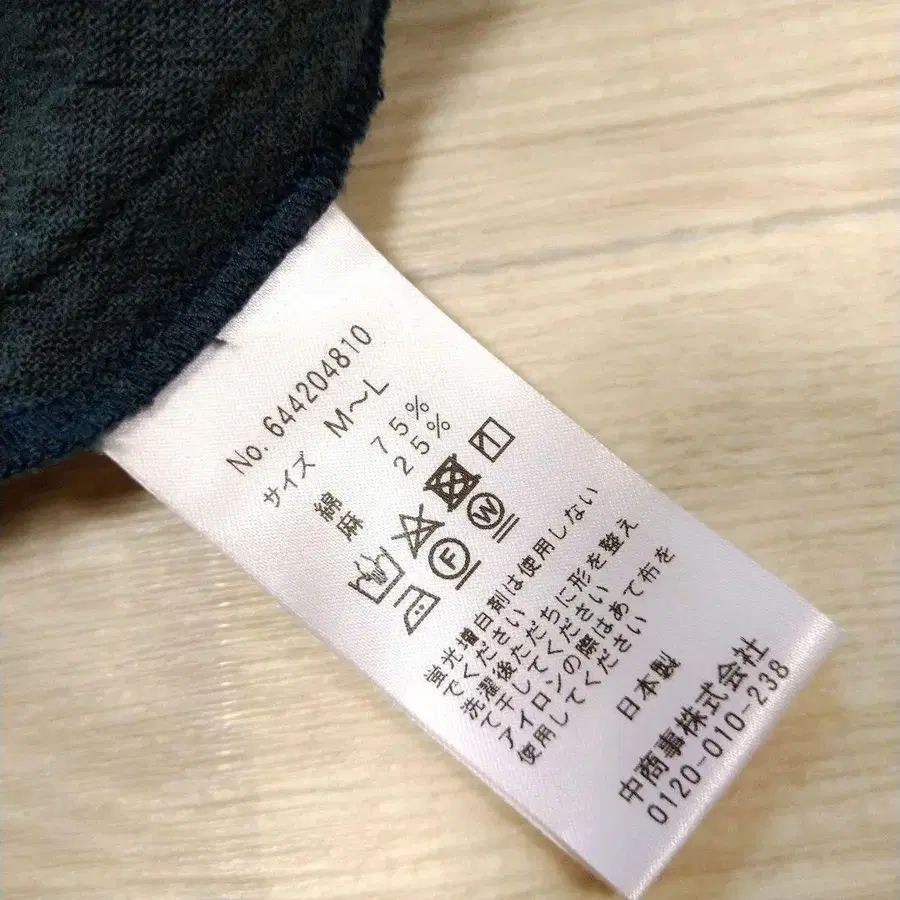 No. 644204810
サイズ M～L
綿 75%
麻 25%
F W
蛍光増白剤は使用しない
でください
洗濯後ただちに形を整え
て干してください
アイロンの際はあて布を
使用してください
日本製
中商事株式会社
0120-010-238